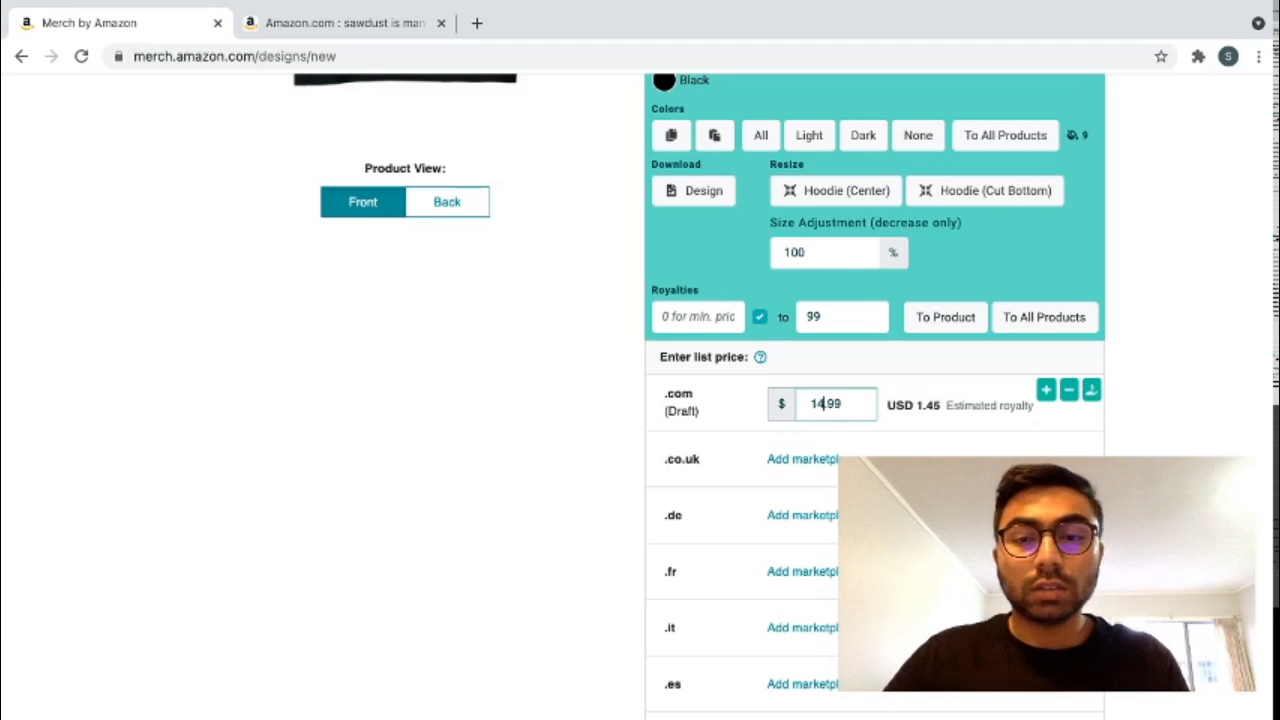 Merch by Amazon
Amazon.com : sawdust is man
merch.amazon.com/designs/new
S
Black
Colors
All Light Dark None To All Products 9
Download Resize
Design Hoodie (Center) Hoodie (Cut Bottom)
Size Adjustment (decrease only)
100 %
Royalties
0 for min. pric to 99 To Product To All Products
Product View:
Front Back
Enter list price:
.com $ 14.99 USD 1.45 Estimated royalty
(Draft)
.co.uk Add marketpl
.de Add marketpl
.fr Add marketpl
.it Add marketpl
.es Add marketpl